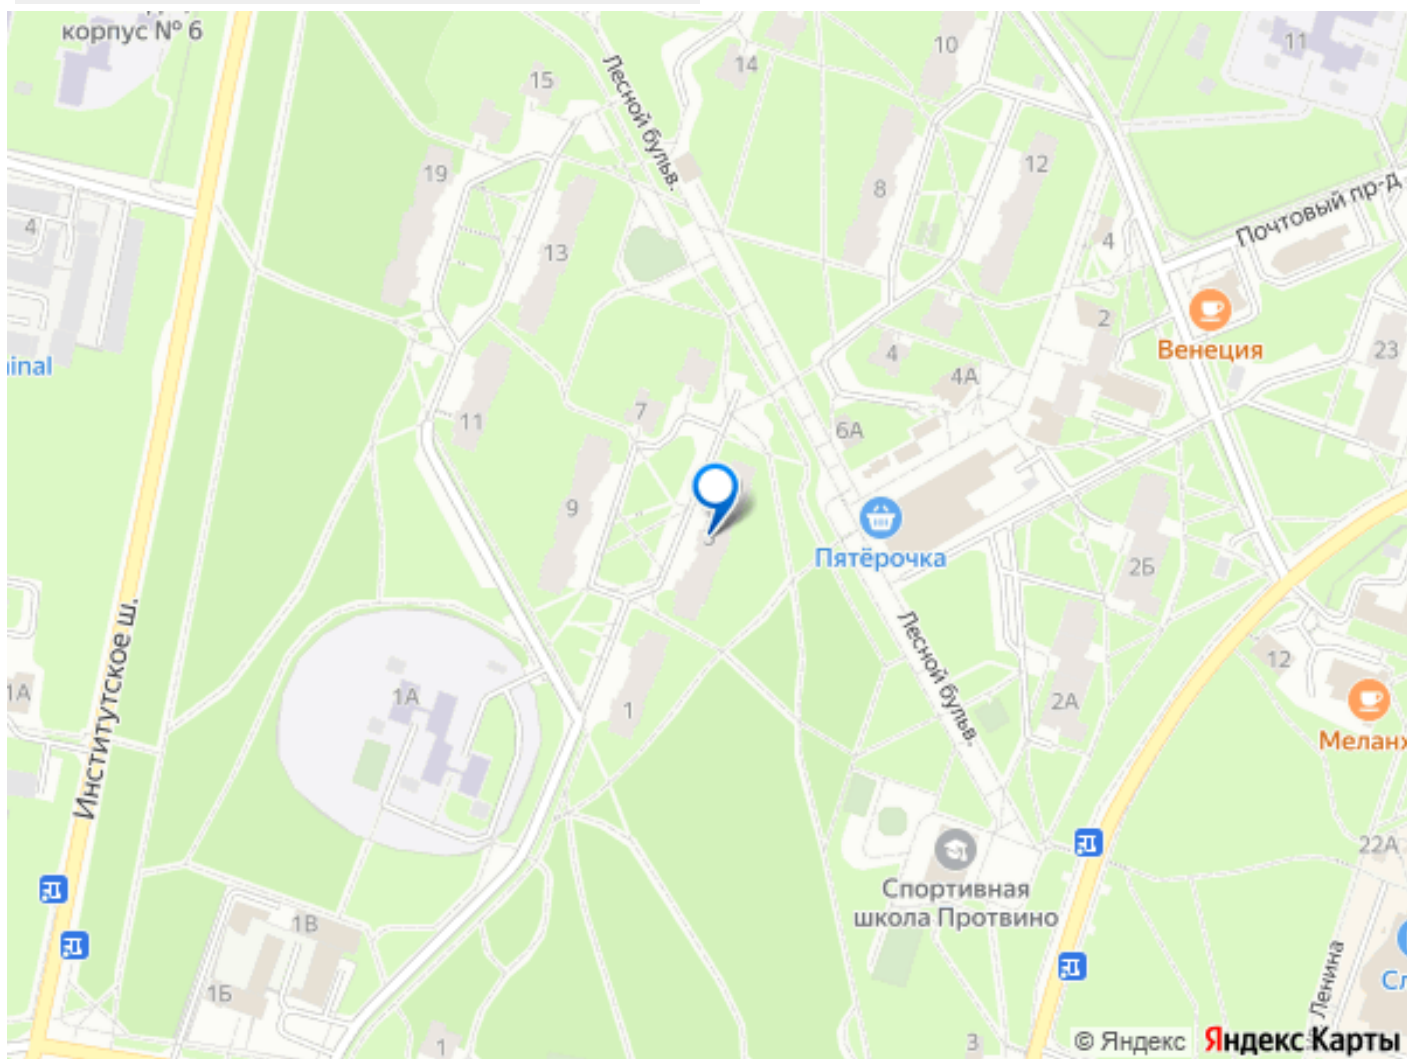 корпус № 6
15
14
10
11
Лесной бульв.
19
12
8
4
13
4
Почтовый пр-д
2
Венеция
23
4
4А
inal
7
11
6А
9
Пятёрочка
2Б
Институтское ш.
Лесной бульв.
12
1А
1А
1
2А
Меланх
22А
Спортивная
школа Протвино
1В
1Б
Ленина
Сл
1
3
© Яндекс
Яндекс Карты